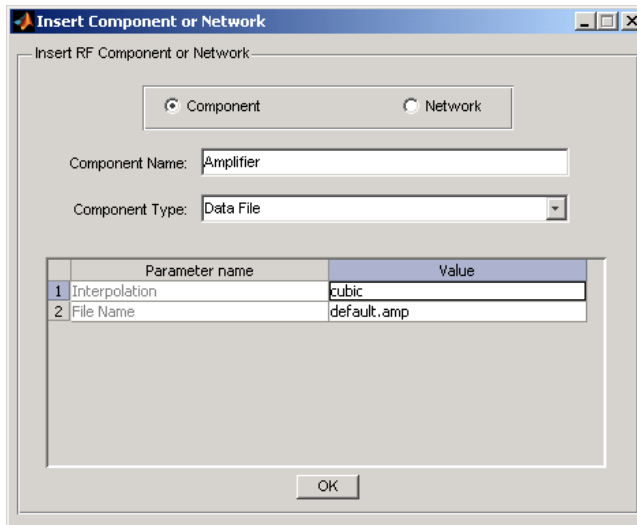 Insert Component or Network
Insert RF Component or Network
Component Network
Component Name: Amplifier
Component Type: Data File
Parameter name Value
1 Interpolation cubic
2 File Name default.amp
OK